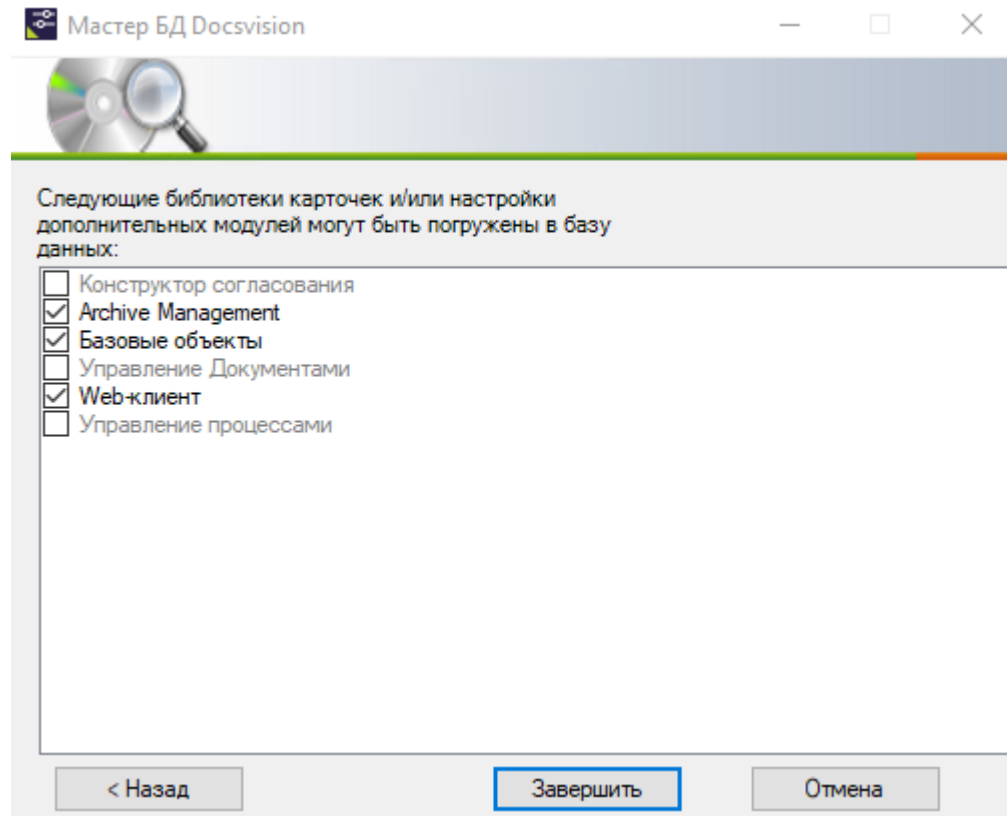 Мастер БД Docsvision
Следующие библиотеки карточек и/или настройки
дополнительных модулей могут быть погружены в базу
данных:
Конструктор согласования
Archive Management
Базовые объекты
Управление Документами
Web-клиент
Управление процессами
< Назад
Завершить
Отмена